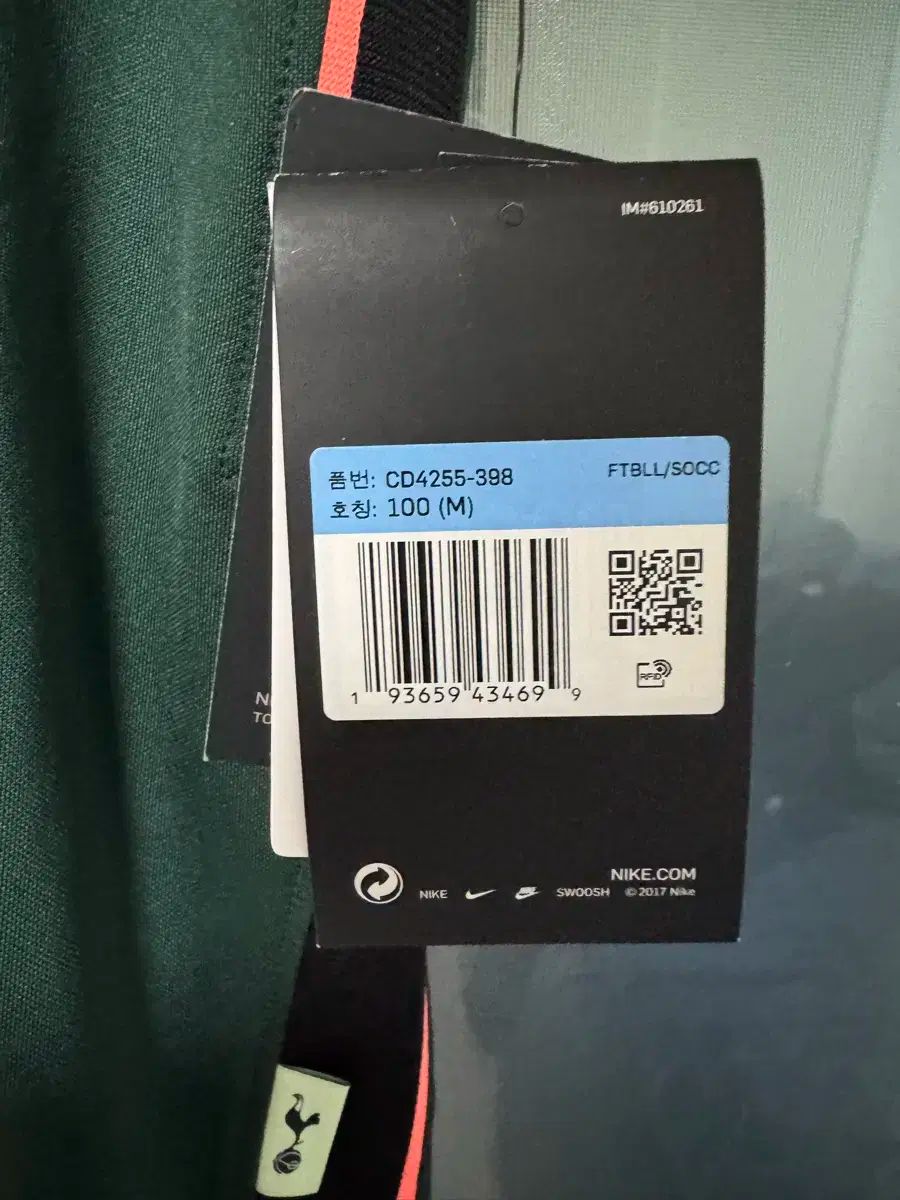 IM#610261
품번: CD4255-398
FTBLL/SOCC
호칭: 100 (M)
1 93659 43469 9
RFID
N
TO
NIKE.COM
NIKE
SWOOSH
© 2017 Nike